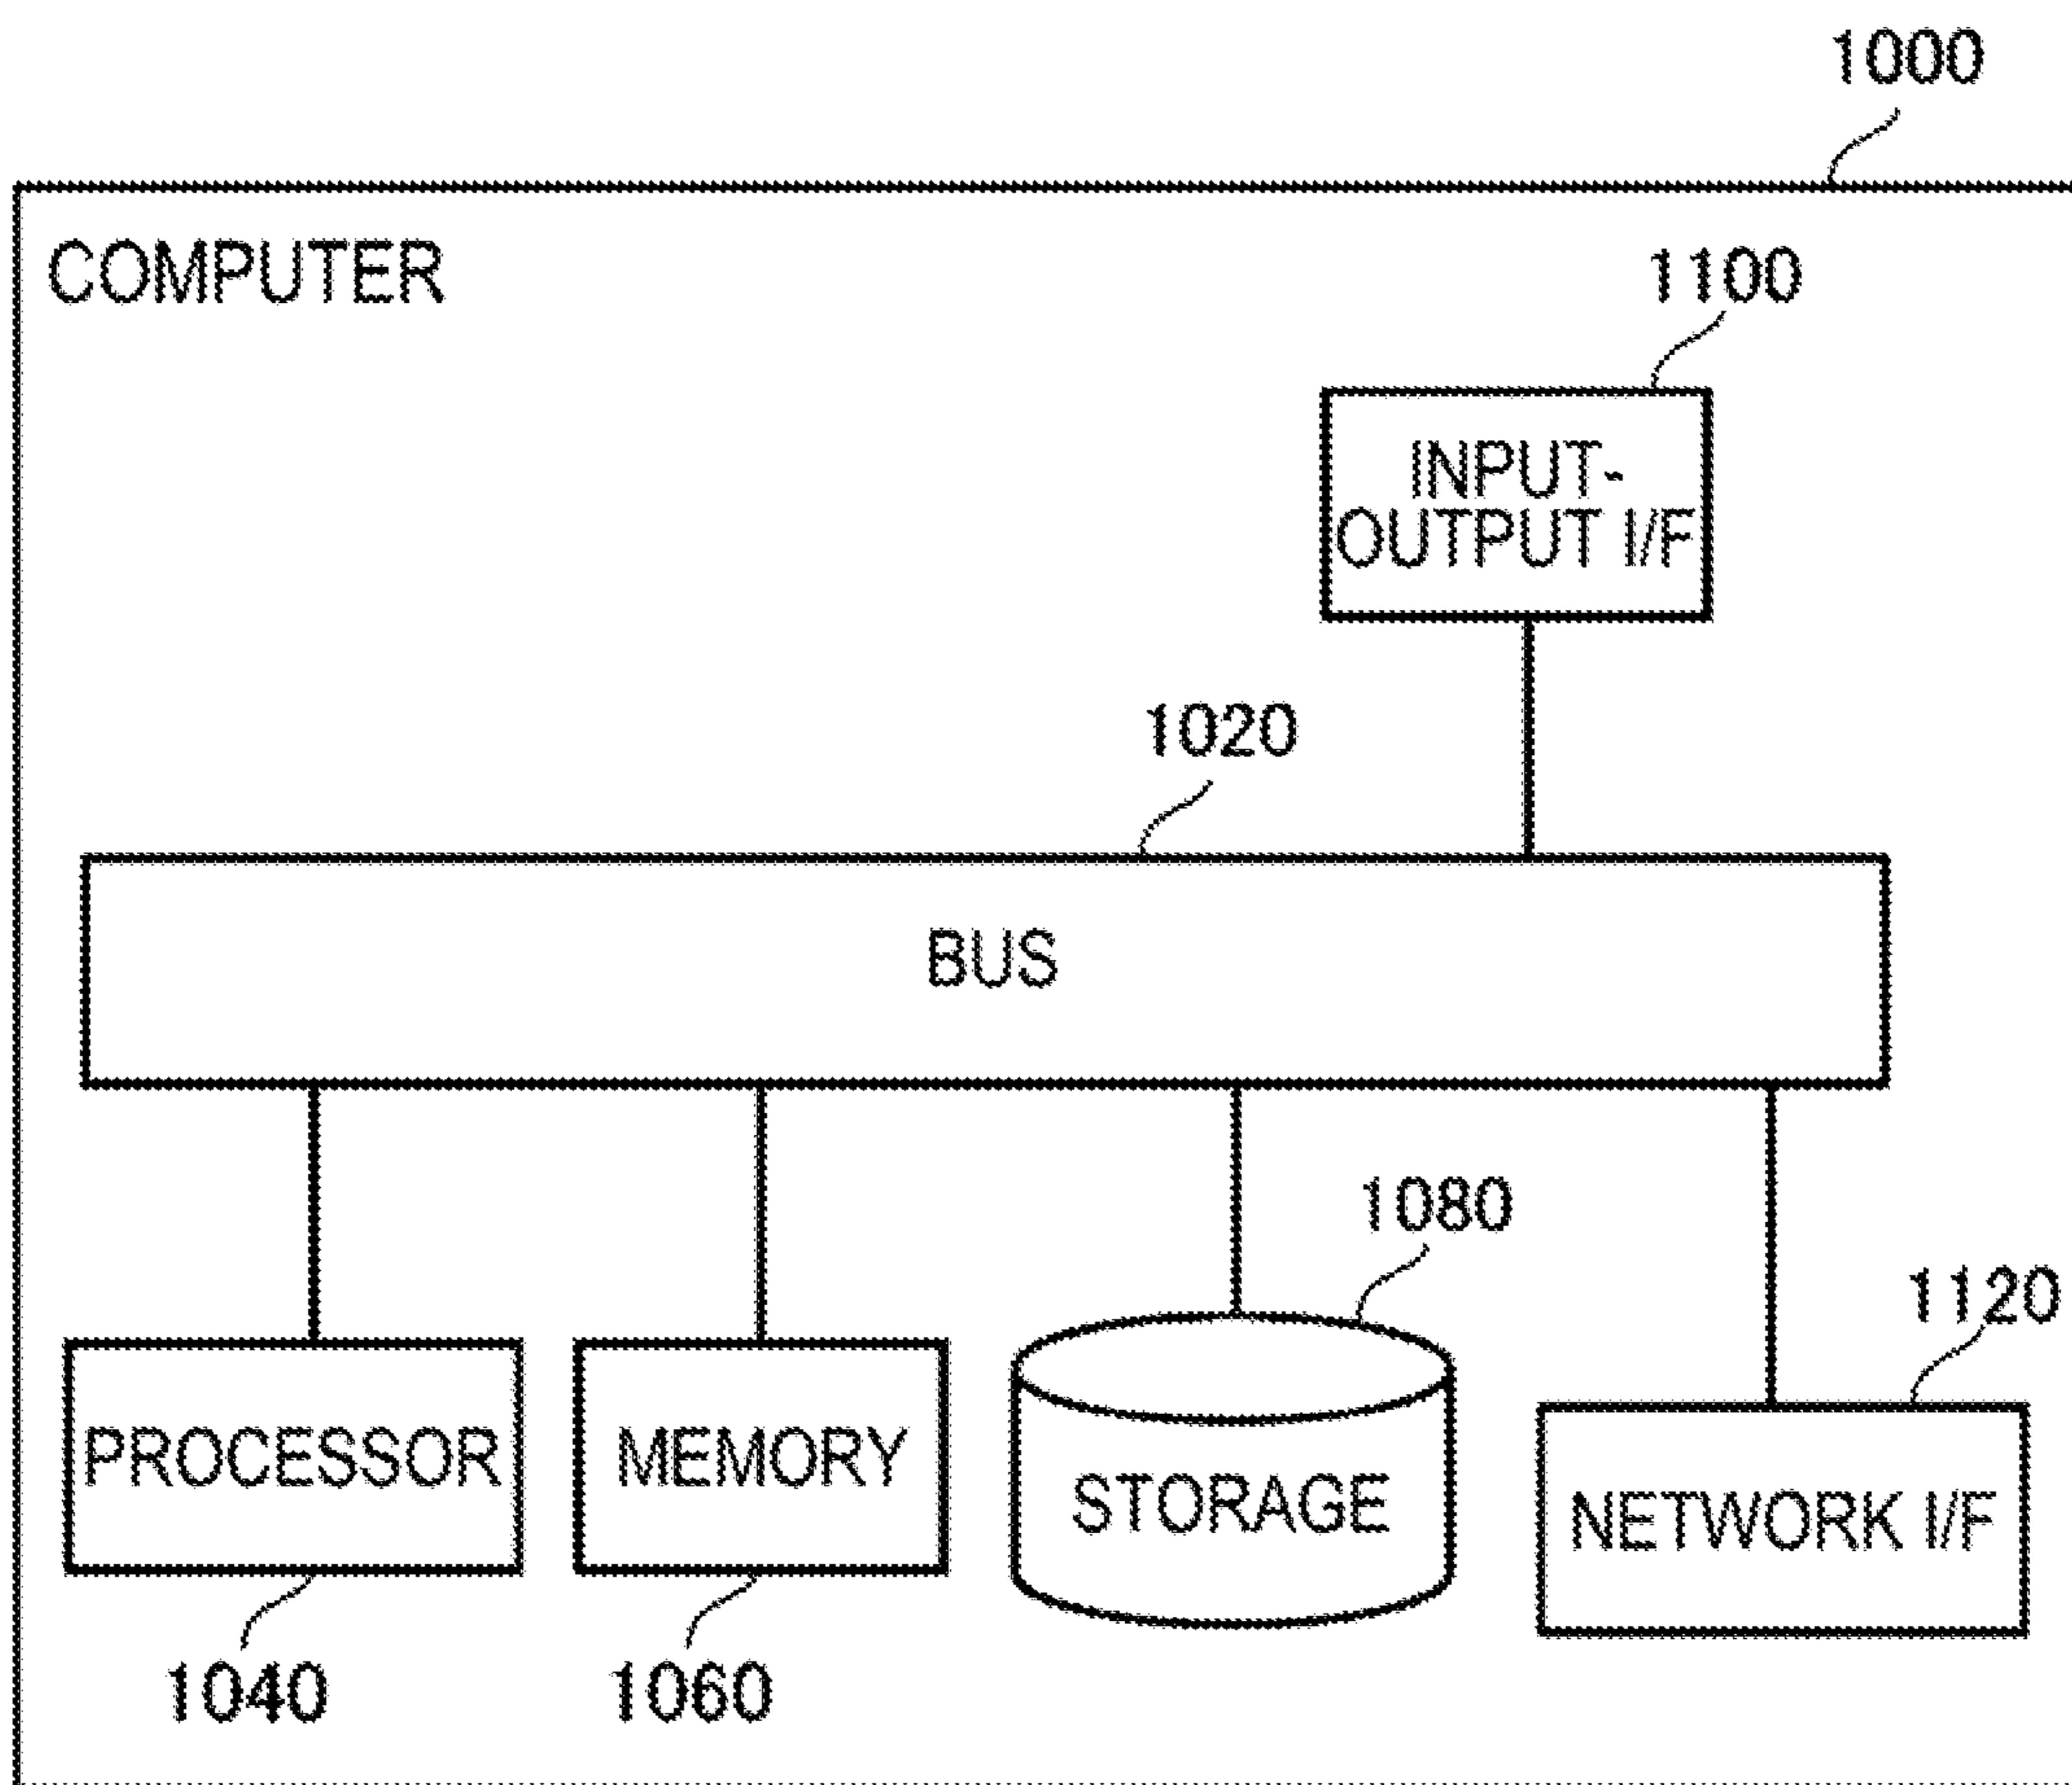 1000
COMPUTER
1100
INPUT-
OUTPUT I/F
1020
BUS
1080
1120
PROCESSOR
MEMORY
STORAGE
NETWORK I/F
1040
1060